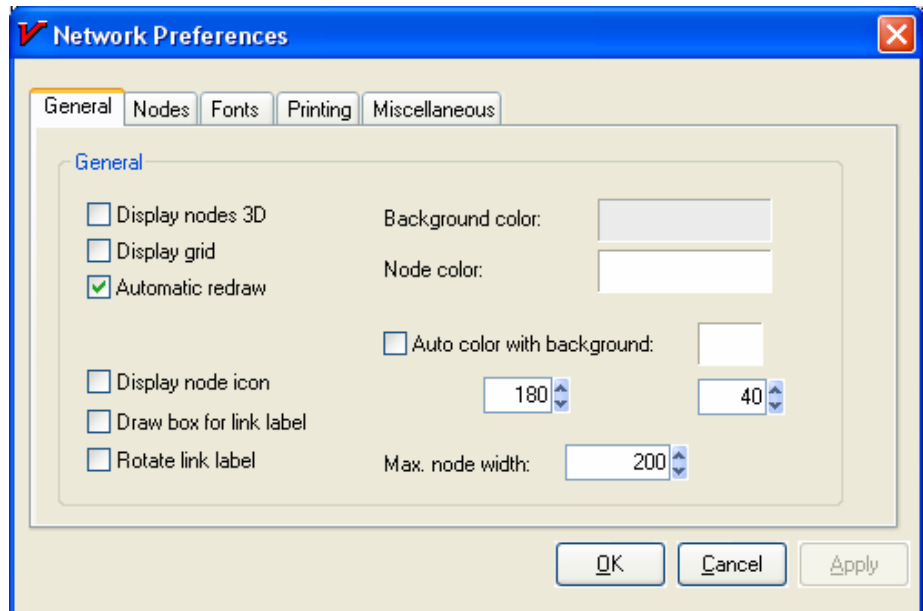 Network Preferences
General Nodes Fonts Printing Miscellaneous
General
Display nodes 3D
Background color:
Display grid
Node color:
Automatic redraw
Auto color with background:
Display node icon
180 40
Draw box for link label
Rotate link label
Max. node width: 200
OK Cancel Apply